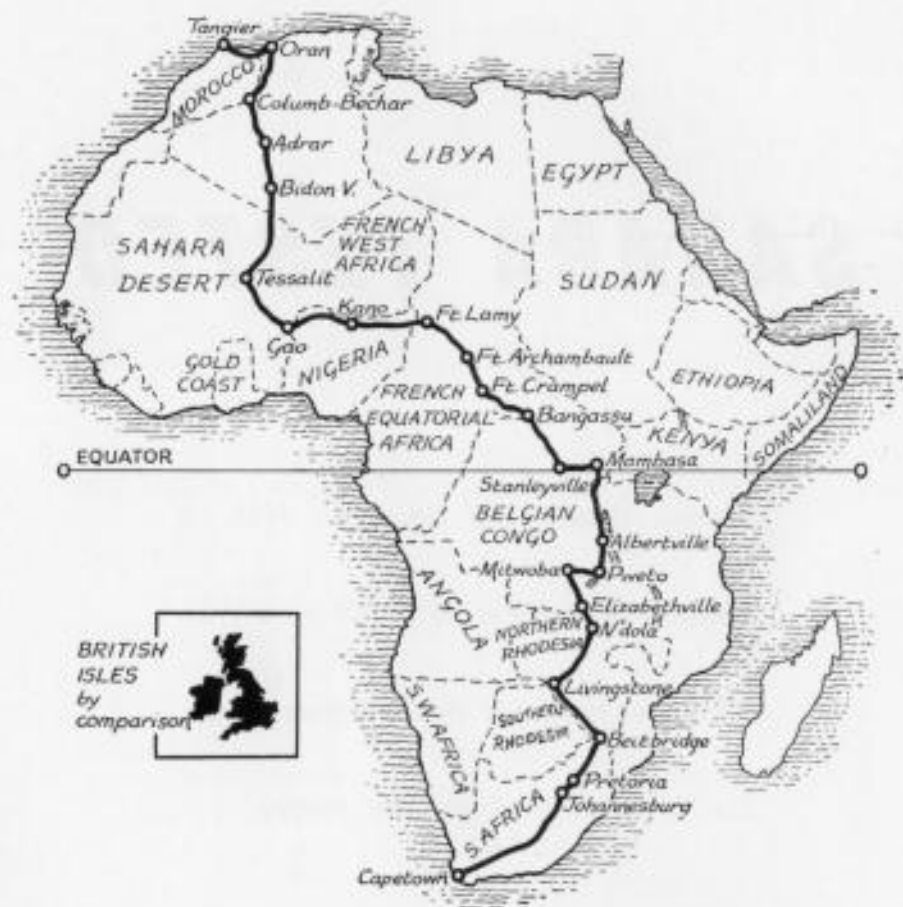 Tangier
Oran
MOROCCO
Columb-Bechar
Adrar
LIBYA
EGYPT
Bidon V.
FRENCH
WEST
AFRICA
SAHARA
DESERT
Tessalit
SUDAN
Kano
Ft. Lamy
Gao
NIGERIA
GOLD
COAST
Ft. Archambault
Ft. Crampel
ETHIOPIA
FRENCH
EQUATORIAL
AFRICA
Bangassu
KENYA
SOMALILAND
EQUATOR
Mambasa
Stanleyville
BELGIAN
CONGO
Albertville
Mitwoba
Pweto
ANGOLA
Elizabethville
NORTHERN
RHODESIA
N'dola
BRITISH
ISLES
by
comparison
Livingstone
S.W.AFRICA
SOUTHERN
RHODESIA
Beitbridge
Pretoria
Johannesburg
S. AFRICA
Capetown